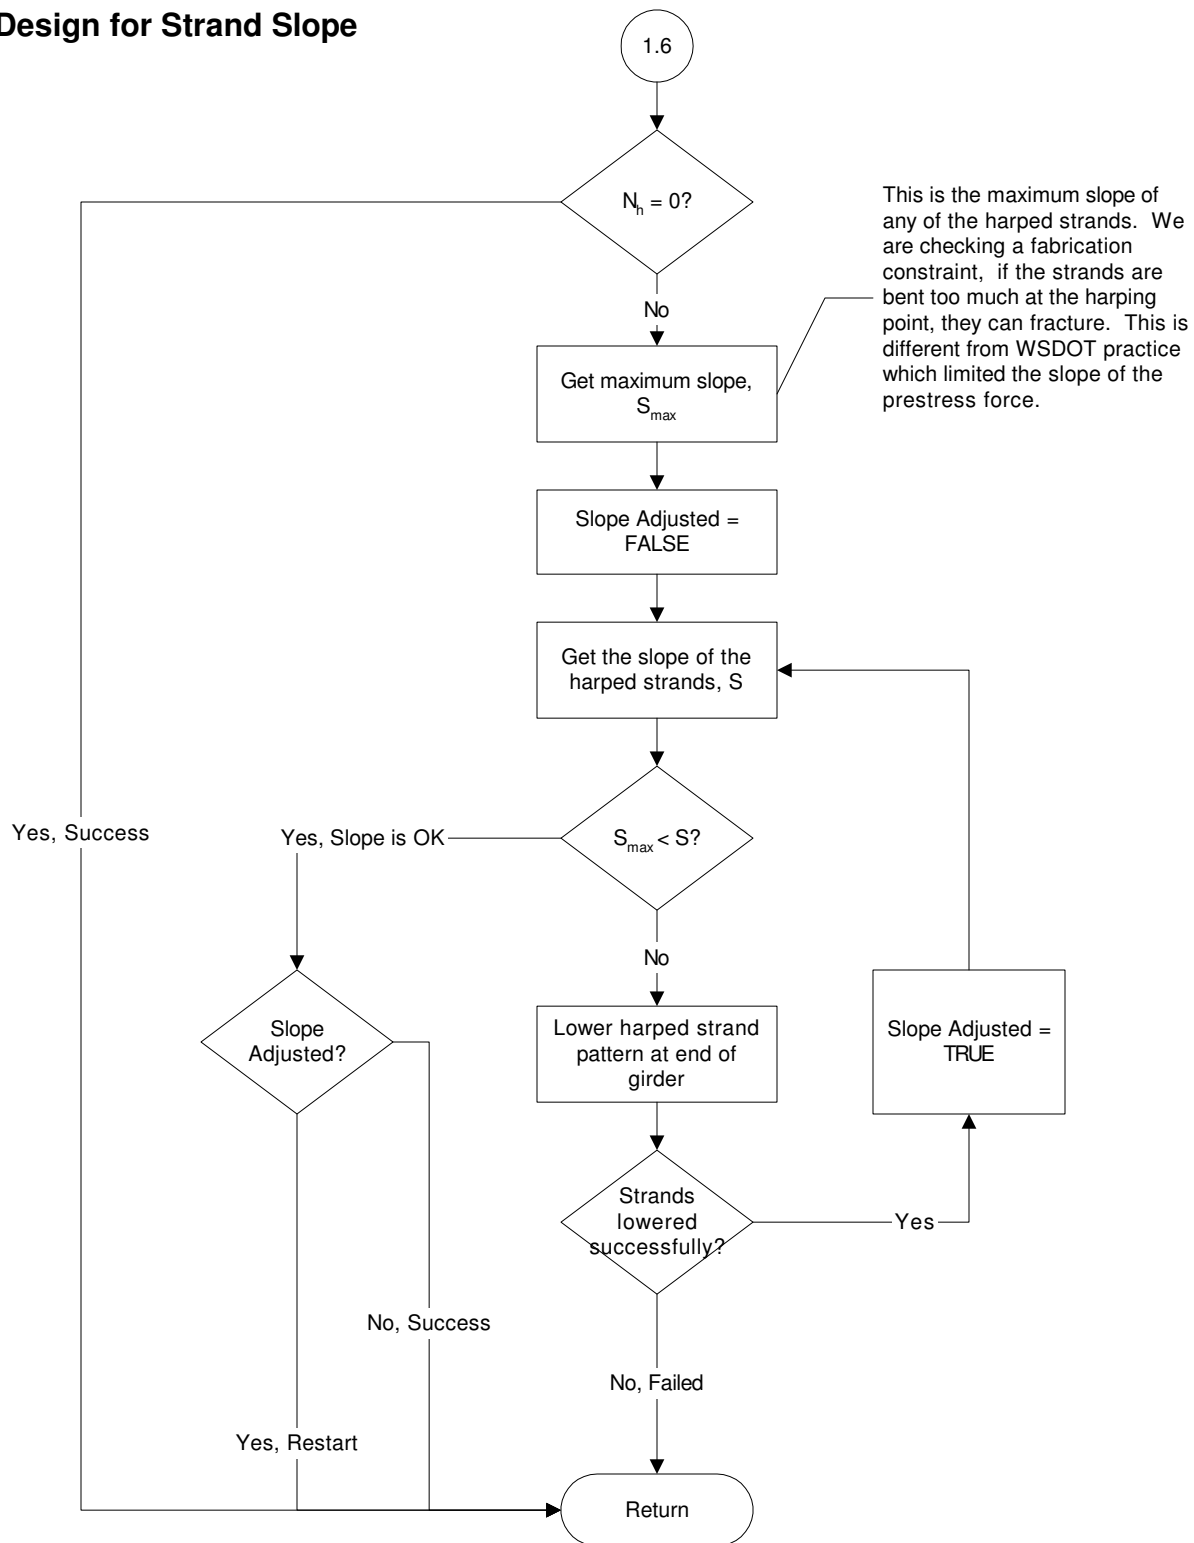 Design for Strand Slope
1.6
Nh = 0?
This is the maximum slope of
any of the harped strands. We
are checking a fabrication
constraint, if the strands are
bent too much at the harping
point, they can fracture. This is
different from WSDOT practice
which limited the slope of the
prestress force.
No
Get maximum slope,
Smax
Slope Adjusted =
FALSE
Get the slope of the
harped strands, S
Yes, Success
Yes, Slope is OK
Smax < S?
No
Slope
Adjusted?
Lower harped strand
pattern at end of
girder
Slope Adjusted =
TRUE
Strands
lowered
successfully?
Yes
No, Success
No, Failed
Yes, Restart
Return